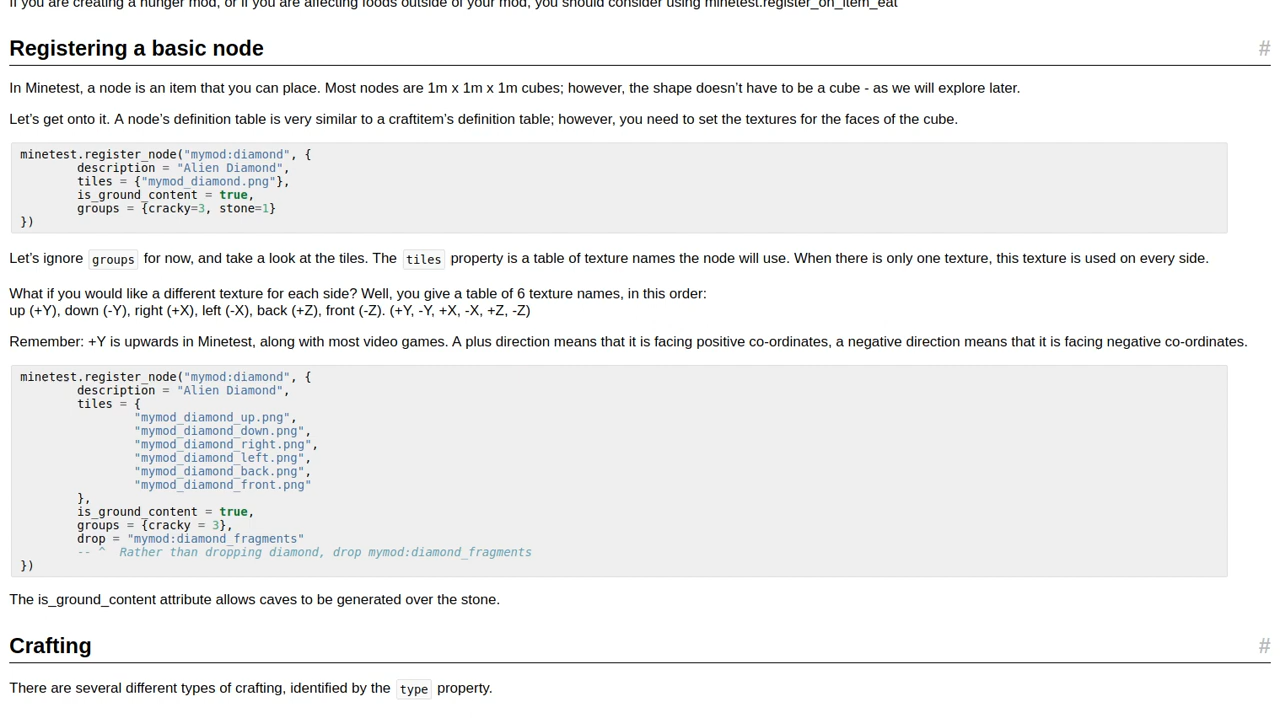 If you are creating a hunger mod, or if you are affecting foods outside of your mod, you should consider using minetest.register_on_item_eat
Registering a basic node #
In Minetest, a node is an item that you can place. Most nodes are 1m x 1m x 1m cubes; however, the shape doesn’t have to be a cube - as we will explore later.
Let’s get onto it. A node’s definition table is very similar to a craftitem’s definition table; however, you need to set the textures for the faces of the cube.
minetest.register_node("mymod:diamond", {
        description = "Alien Diamond",
        tiles = {"mymod_diamond.png"},
        is_ground_content = true,
        groups = {cracky=3, stone=1}
})
Let’s ignore groups for now, and take a look at the tiles. The tiles property is a table of texture names the node will use. When there is only one texture, this texture is used on every side.
What if you would like a different texture for each side? Well, you give a table of 6 texture names, in this order:
up (+Y), down (-Y), right (+X), left (-X), back (+Z), front (-Z). (+Y, -Y, +X, -X, +Z, -Z)
Remember: +Y is upwards in Minetest, along with most video games. A plus direction means that it is facing positive co-ordinates, a negative direction means that it is facing negative co-ordinates.
minetest.register_node("mymod:diamond", {
        description = "Alien Diamond",
        tiles = {
                "mymod_diamond_up.png",
                "mymod_diamond_down.png",
                "mymod_diamond_right.png",
                "mymod_diamond_left.png",
                "mymod_diamond_back.png",
                "mymod_diamond_front.png"
        },
        is_ground_content = true,
        groups = {cracky = 3},
        drop = "mymod:diamond_fragments"
        -- ^  Rather than dropping diamond, drop mymod:diamond_fragments
})
The is_ground_content attribute allows caves to be generated over the stone.
Crafting #
There are several different types of crafting, identified by the type property.